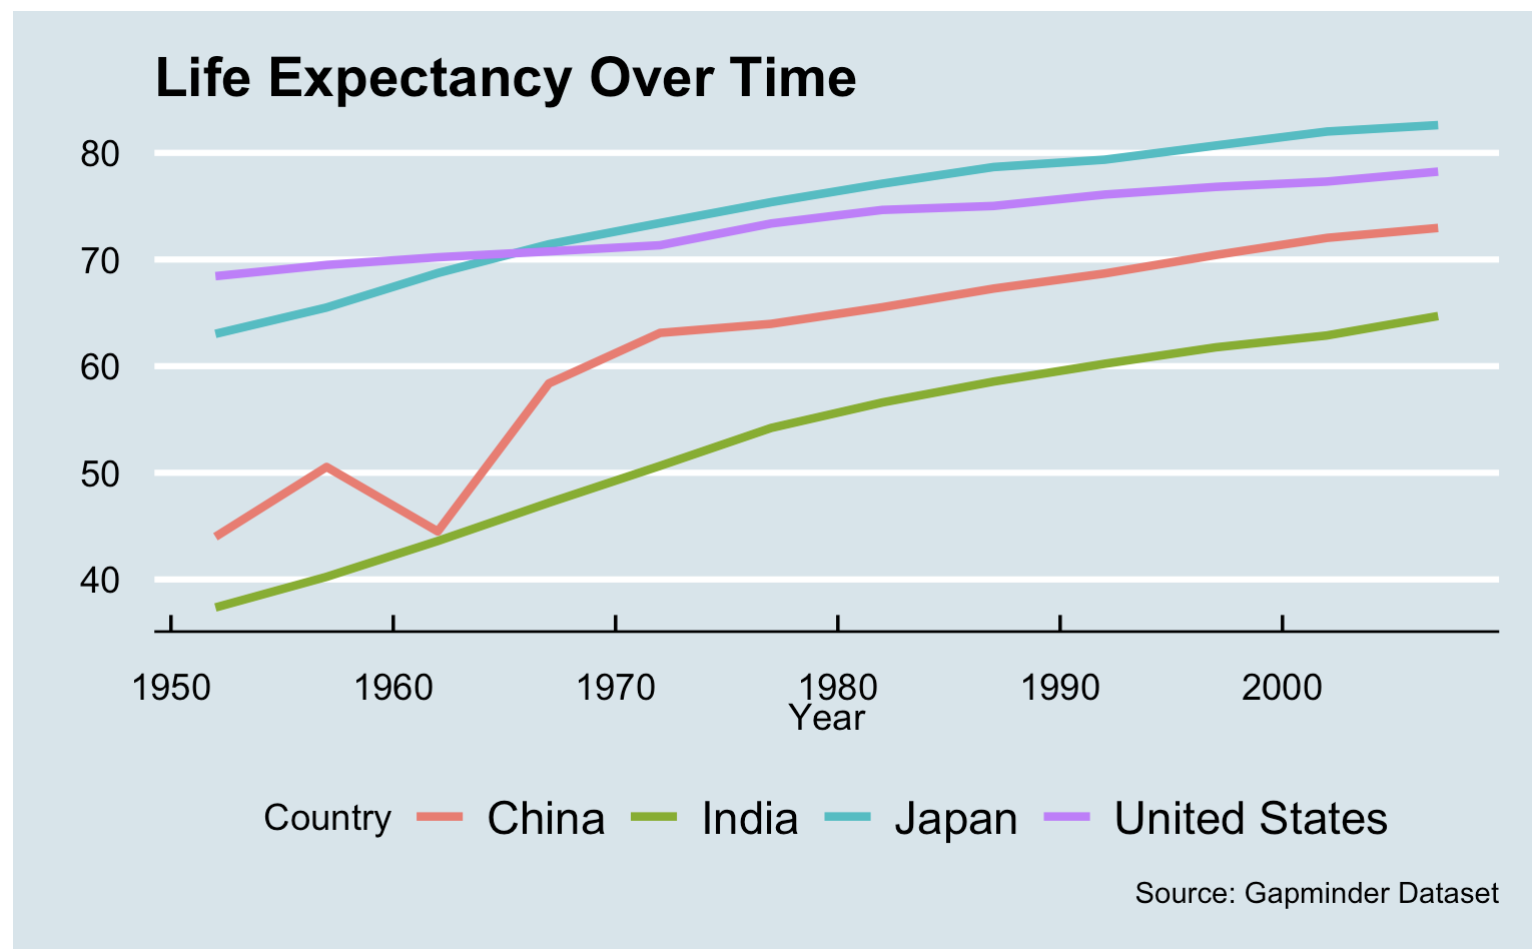 Life Expectancy Over Time
80
70
60
50
40
1950 1960 1970 1980 1990 2000
Year
Country China India Japan United States
Source: Gapminder Dataset